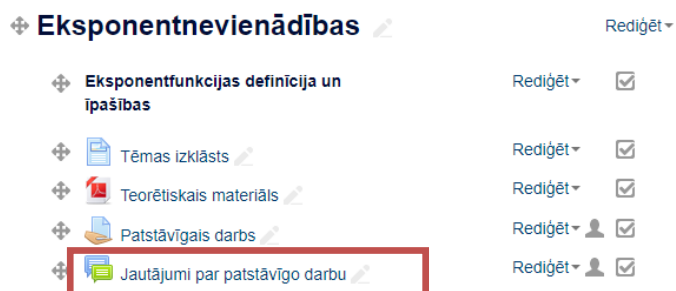 Eksponentnevienādības Rediģēt
Eksponentfunkcijas definīcija un Rediģēt
īpašības
Tēmas izklāsts Rediģēt
Teorētiskais materiāls Rediģēt
Patstāvīgais darbs Rediģēt
Jautājumi par patstāvīgo darbu Rediģēt